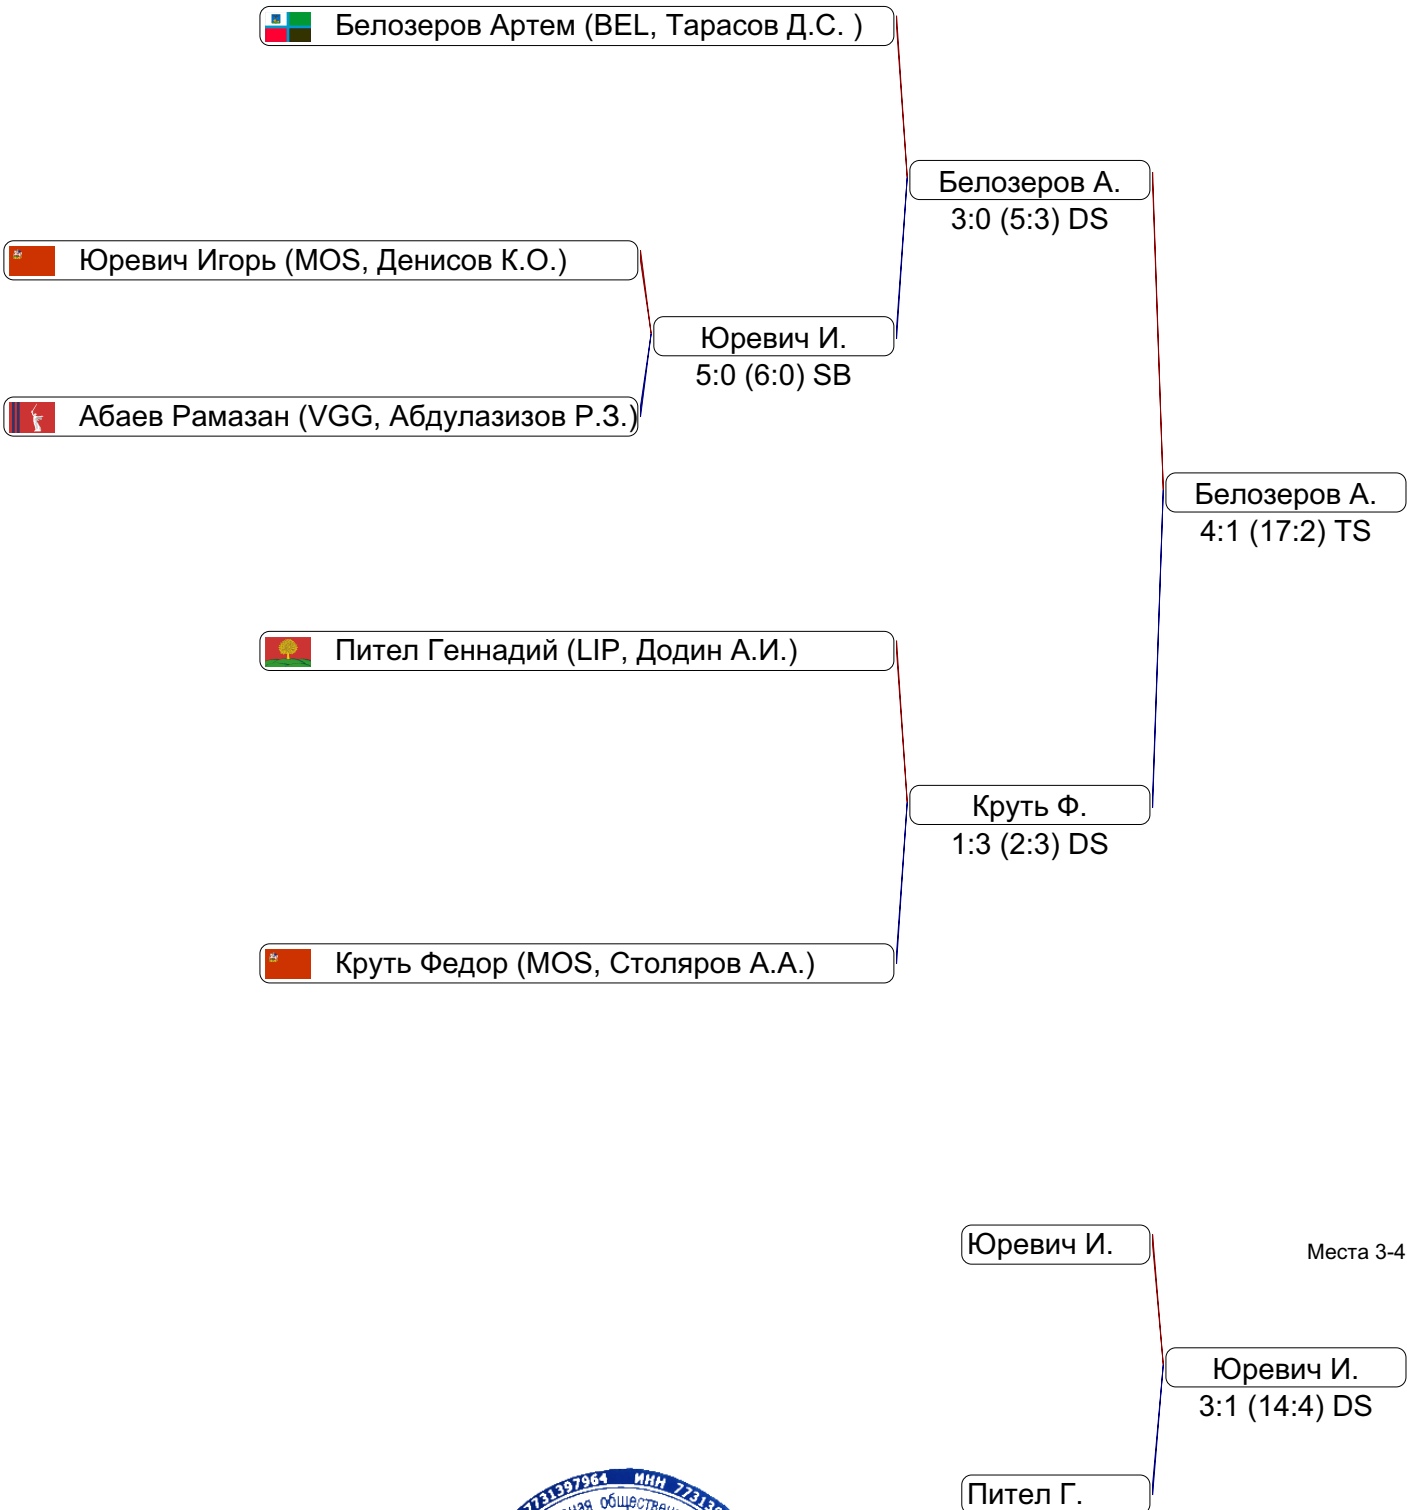 Белозеров Артем (BEL, Тарасов Д.С. )
Белозеров А.
3:0 (5:3) DS
Юревич Игорь (MOS, Денисов К.О.)
Юревич И.
5:0 (6:0) SB
Абаев Рамазан (VGG, Абдулазизов Р.З.)
Белозеров А.
4:1 (17:2) TS
Пител Геннадий (LIP, Додин А.И.)
Круть Ф.
1:3 (2:3) DS
Круть Федор (MOS, Столяров А.А.)
Юревич И.
Места 3-4
Юревич И.
3:1 (14:4) DS
Пител Г.
7731397964 ИНН